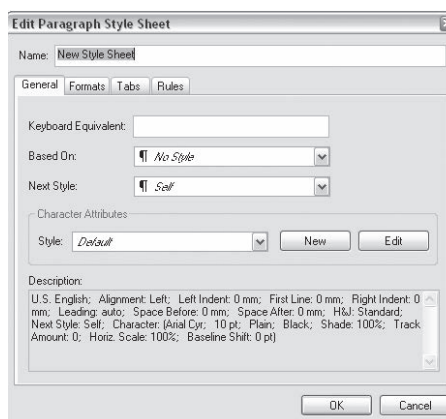 Edit Paragraph Style Sheet
Name: New Style Sheet
General Formats Tabs Rules
Keyboard Equivalent:
Based On: ¶ No Style
Next Style: ¶ Self
Character Attributes
Style: Default New Edit
Description:
U.S. English; Alignment: Left; Left Indent: 0 mm; First Line: 0 mm; Right Indent: 0
mm; Leading: auto; Space Before: 0 mm; Space After: 0 mm; H&J: Standard;
Next Style: Self; Character: (Arial Cyr; 10 pt; Plain; Black; Shade: 100%; Track
Amount: 0; Horiz. Scale: 100%; Baseline Shift: 0 pt)
OK Cancel